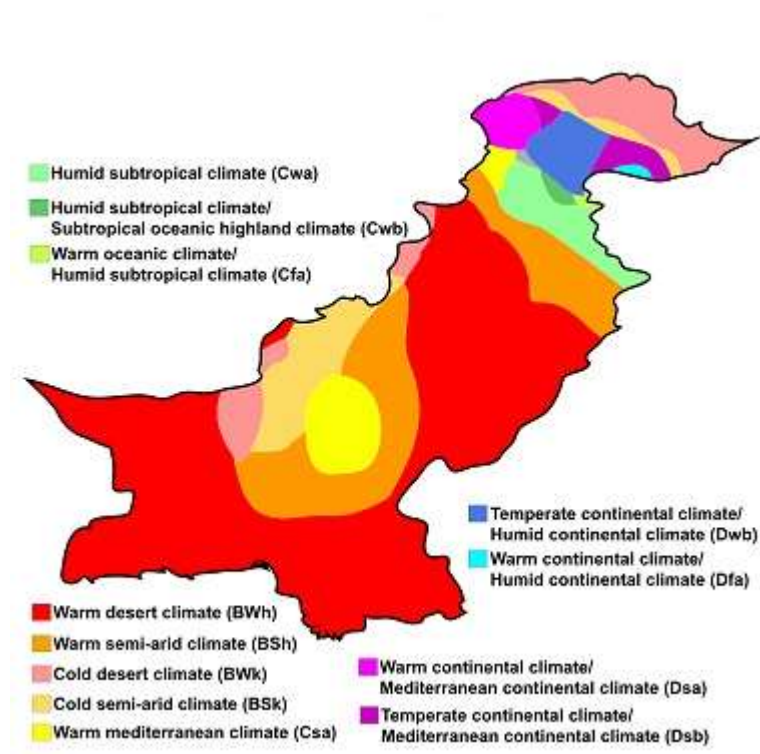 Humid subtropical climate (Cwa)
Humid subtropical climate/
Subtropical oceanic highland climate (Cwb)
Warm oceanic climate/
Humid subtropical climate (Cfa)
Temperate continental climate/
Humid continental climate (Dwb)
Warm continental climate/
Humid continental climate (Dfa)
Warm desert climate (BWh)
Warm semi-arid climate (BSh)
Cold desert climate (BWk)
Cold semi-arid climate (BSk)
Warm mediterranean climate (Csa)
Warm continental climate/
Mediterranean continental climate (Dsa)
Temperate continental climate/
Mediterranean continental climate (Dsb)